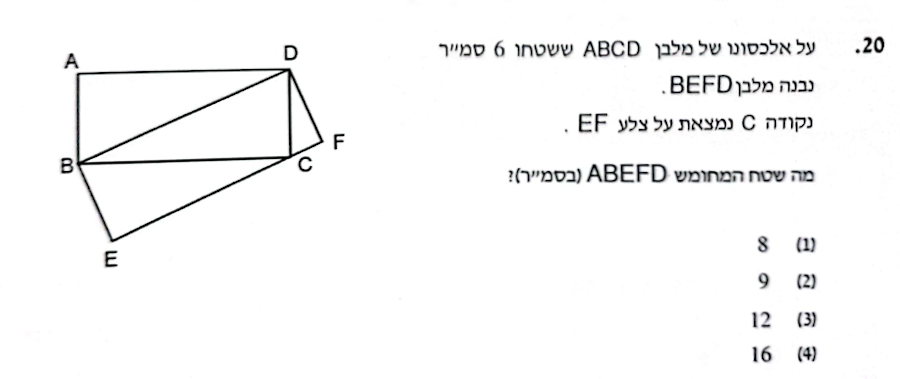 20. על אלכסונו של מלבן ABCD ששטחו 6 סמ״ר
נבנה מלבן BEFD.
נקודה C נמצאת על צלע EF .
מה שטח המחומש ABEFD (בסמ״ר)?
(1) 8
(2) 9
(3) 12
(4) 16
A
D
B
C
F
E